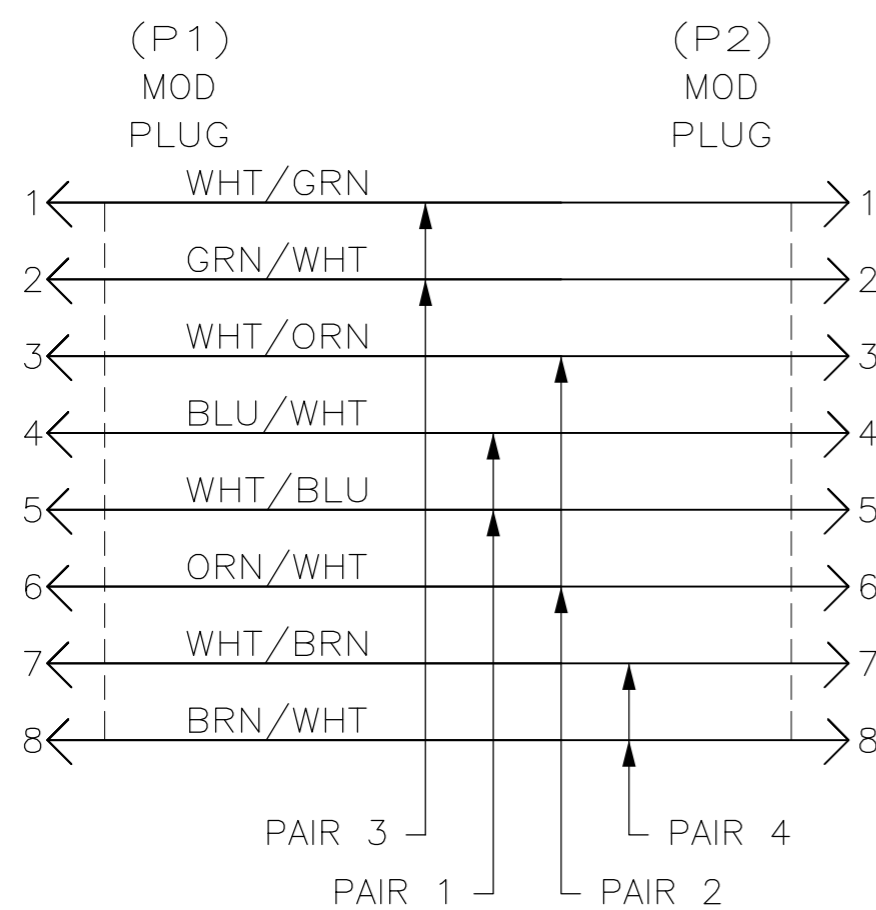 (P1) (P2)
MOD MOD
PLUG PLUG
1 WHT/GRN 1
2 GRN/WHT 2
3 WHT/ORN 3
4 BLU/WHT 4
5 WHT/BLU 5
6 ORN/WHT 6
7 WHT/BRN 7
8 BRN/WHT 8
PAIR 3 PAIR 4
PAIR 1 PAIR 2